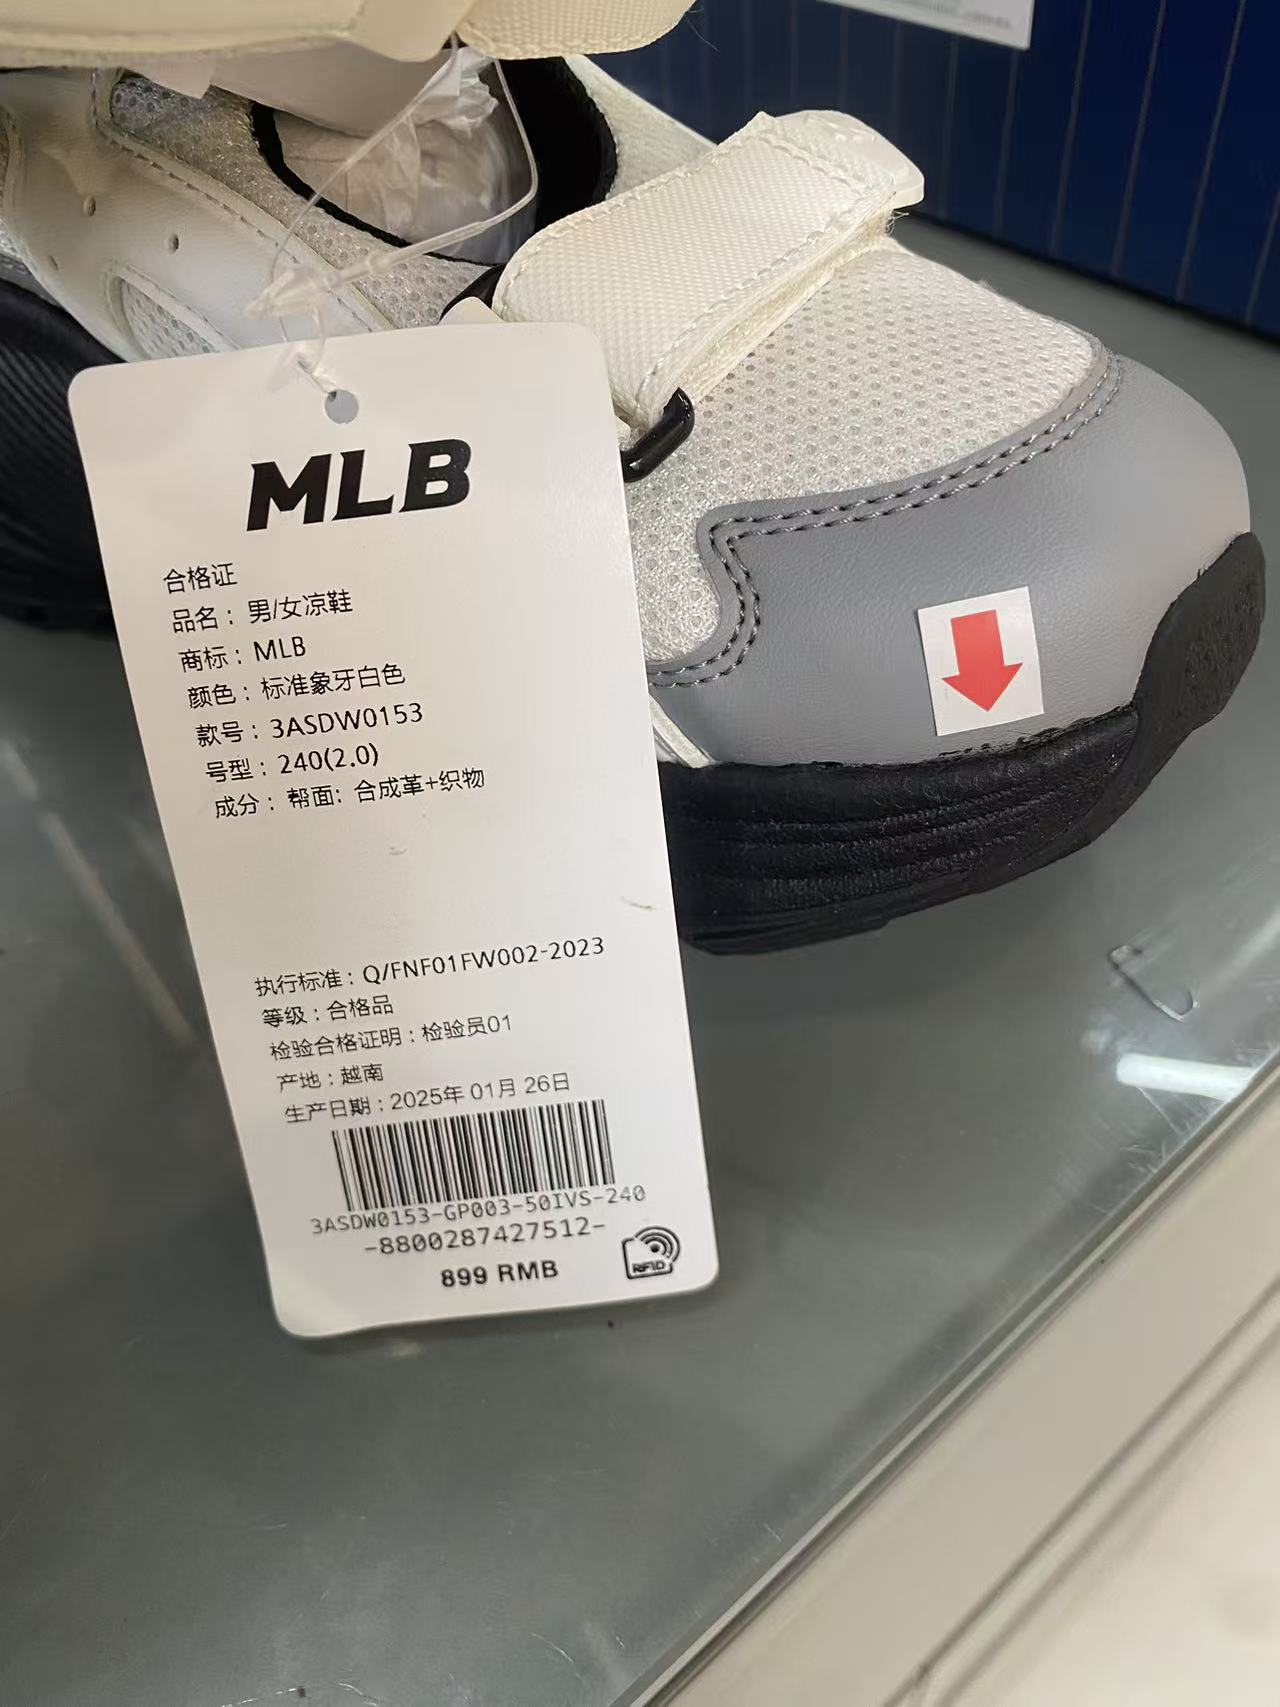 MLB
合格证
品名：男/女凉鞋
商标：MLB
颜色：标准象牙白色
款号：3ASDW0153
号型：240(2.0)
成分：帮面：合成革+织物
执行标准：Q/FNF01FW002-2023
等级：合格品
检验合格证明：检验员01
产地：越南
生产日期：2025年 01月 26日
3ASDW0153-GP003-50IVS-240
-8800287427512-
899 RMB
RFID